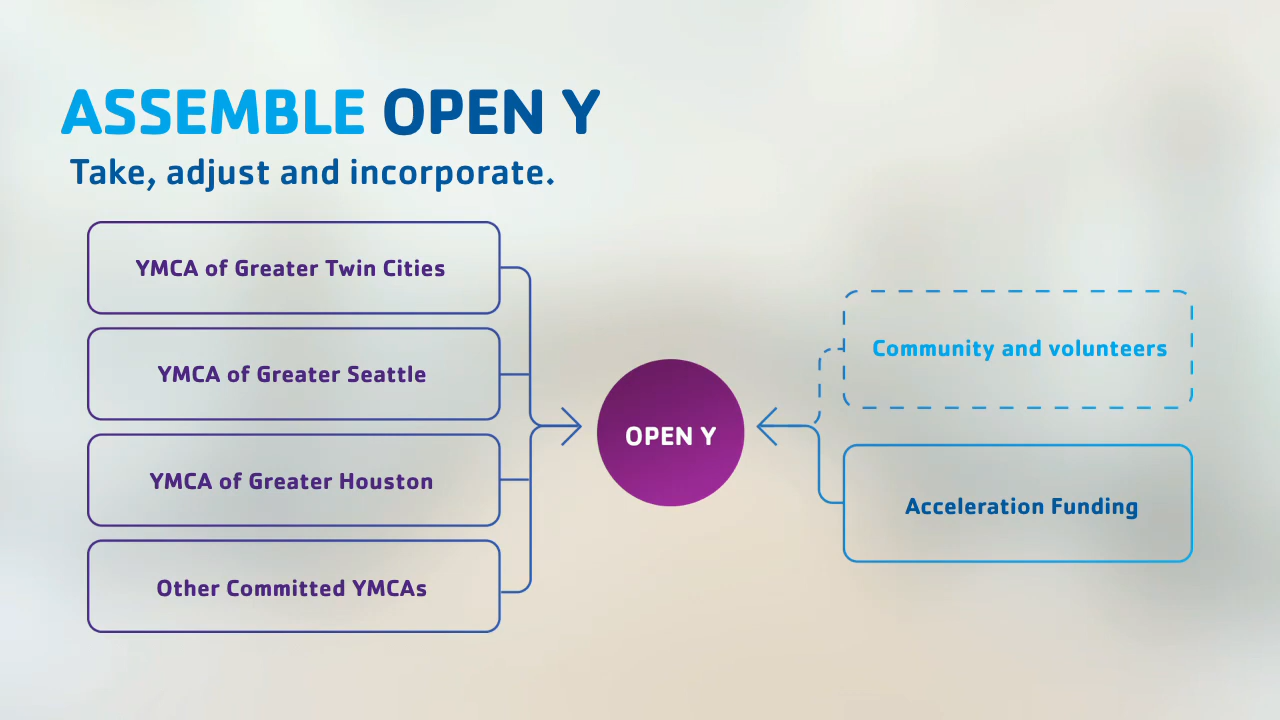 ASSEMBLE OPEN Y
Take, adjust and incorporate.
YMCA of Greater Twin Cities
YMCA of Greater Seattle
YMCA of Greater Houston
Other Committed YMCAs
OPEN Y
Community and volunteers
Acceleration Funding